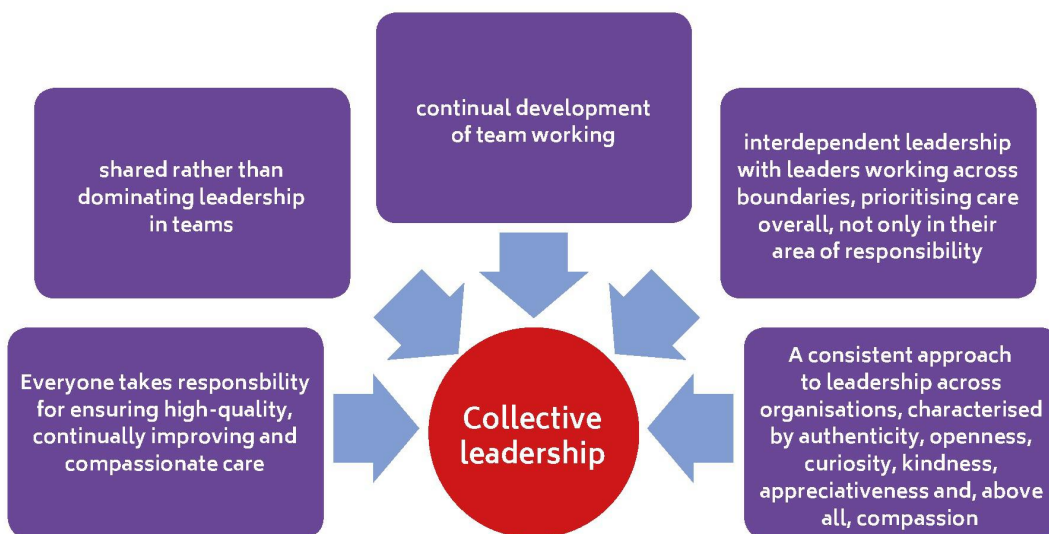 Everyone takes responsbility
for ensuring high-quality,
continually improving and
compassionate care
shared rather than
dominating leadership
in teams
continual development
of team working
interdependent leadership
with leaders working across
boundaries, prioritising care
overall, not only in their
area of responsibility
A consistent approach
to leadership across
organisations, characterised
by authenticity, openness,
curiosity, kindness,
appreciativeness and, above
all, compassion
Collective
leadership